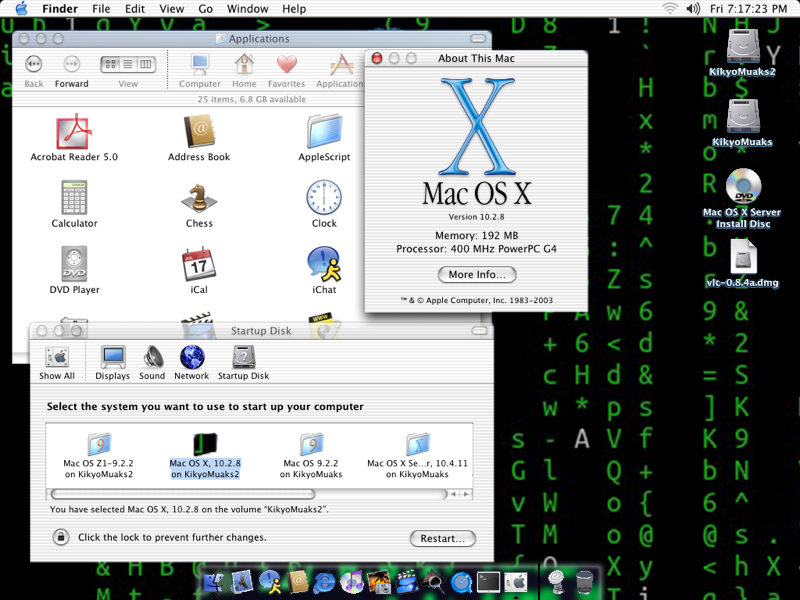 Finder File Edit View Go Window Help Fri 7:17:23 PM
Applications
Back Forward View Computer Home Favorites Application
25 items, 6.8 GB available
Acrobat Reader 5.0 Address Book AppleScript
Calculator Chess Clock
DVD Player iCal iChat
17
WWW
About This Mac
Mac OS X
Version 10.2.8
Memory: 192 MB
Processor: 400 MHz PowerPC G4
More Info...
™ & © Apple Computer, Inc. 1983-2003
KikyoMuaks2
KikyoMuaks
DVD
Mac OS X Server
Install Disc
vlc-0.8.4a.dmg
Startup Disk
Show All Displays Sound Network Startup Disk
Select the system you want to use to start up your computer
Mac OS Z1-9.2.2
on KikyoMuaks2
Mac OS X, 10.2.8
on KikyoMuaks2
Mac OS 9.2.2
on KikyoMuaks
Mac OS X Se...r, 10.4.11
on KikyoMuaks
You have selected Mac OS X, 10.2.8 on the volume “KikyoMuaks2”.
Click the lock to prevent further changes.
Restart...